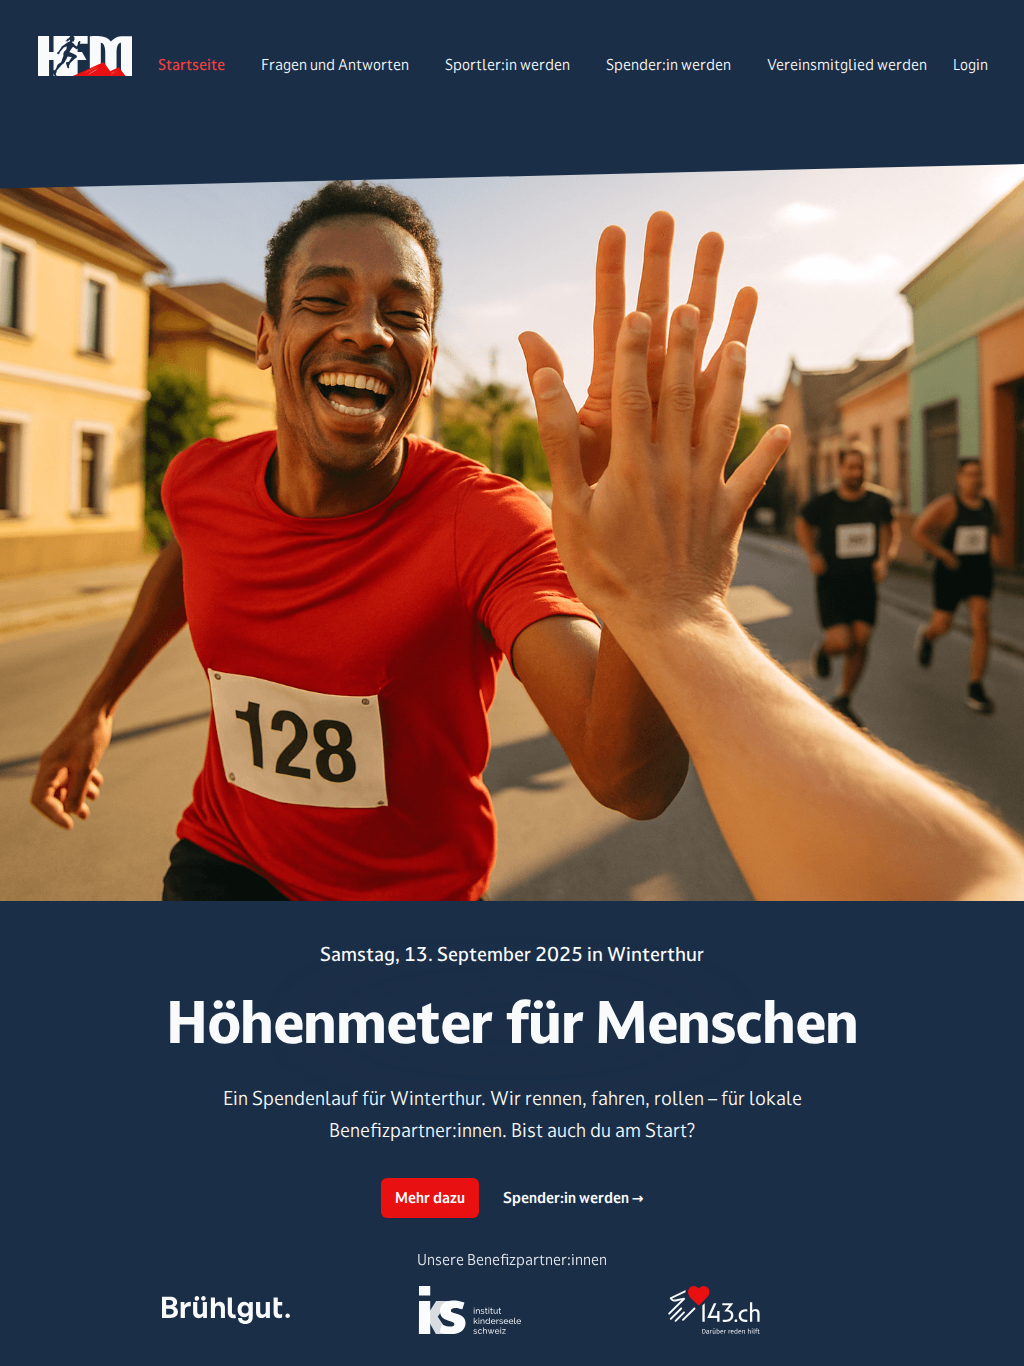 HFM
Startseite
Fragen und Antworten
Sportler:in werden
Spender:in werden
Vereinsmitglied werden
Login
128
Samstag, 13. September 2025 in Winterthur
Höhenmeter für Menschen
Ein Spendenlauf für Winterthur. Wir rennen, fahren, rollen – für lokale
Benefizpartner:innen. Bist auch du am Start?
Mehr dazu
Spender:in werden →
Unsere Benefizpartner:innen
Brühlgut.
iks
institut
kinderseele
schweiz
143.ch
Darüber reden hilft